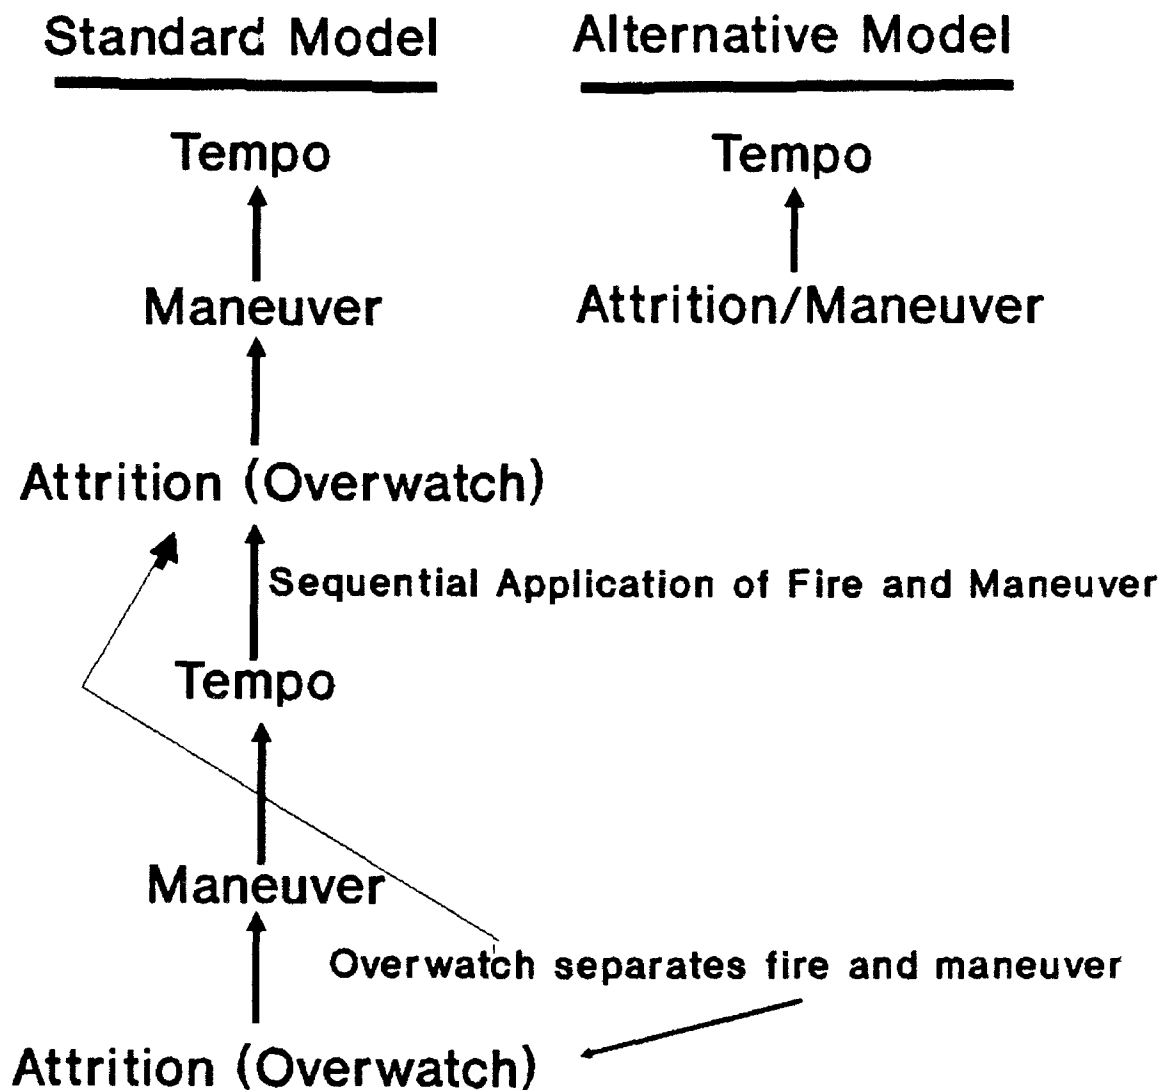 Standard Model
Alternative Model
Tempo
Tempo
Maneuver
Attrition/Maneuver
Attrition (Overwatch)
Sequential Application of Fire and Maneuver
Tempo
Maneuver
Overwatch separates fire and maneuver
Attrition (Overwatch)